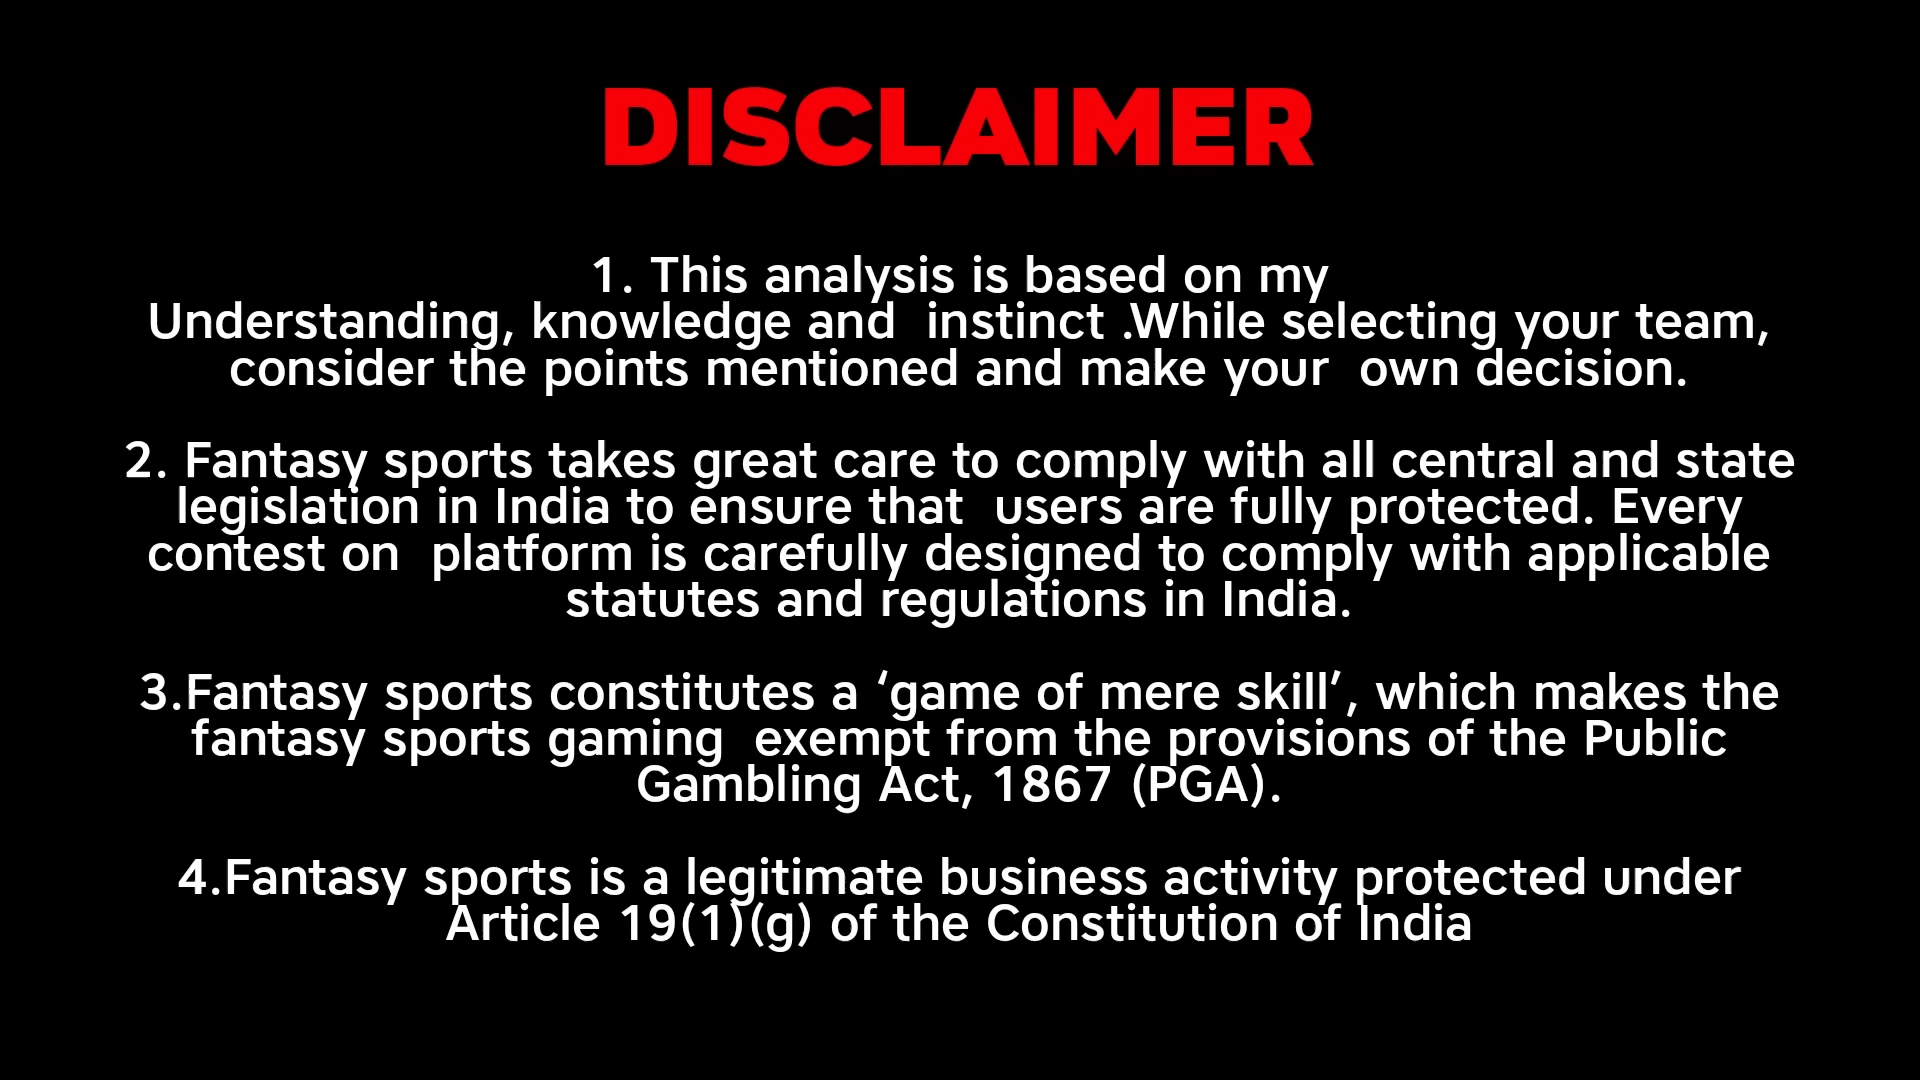 DISCLAIMER
1. This analysis is based on my
Understanding, knowledge and  instinct .While selecting your team,
consider the points mentioned and make your  own decision.
2. Fantasy sports takes great care to comply with all central and state
legislation in India to ensure that  users are fully protected. Every
contest on  platform is carefully designed to comply with applicable
statutes and regulations in India.
3.Fantasy sports constitutes a ‘game of mere skill’, which makes the
fantasy sports gaming  exempt from the provisions of the Public
Gambling Act, 1867 (PGA).
4.Fantasy sports is a legitimate business activity protected under
Article 19(1)(g) of the Constitution of India